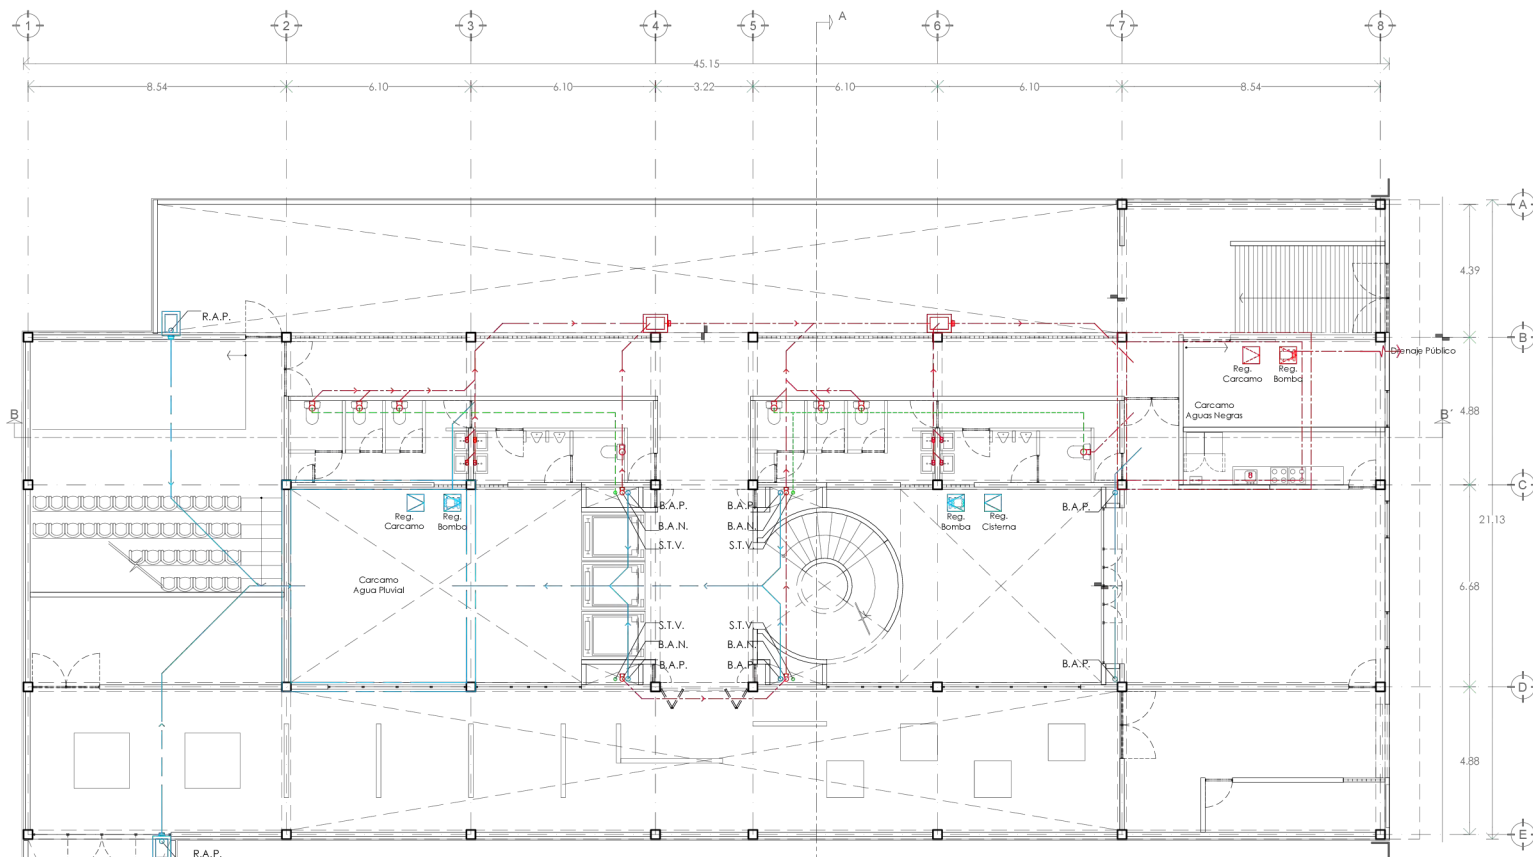 1 2 3 4 5 6 7 8
A
45.15
8.54 6.10 6.10 3.22 6.10 6.10 8.54
A
4.39
R.A.P.
B
Drenaje Público
Reg. Carcamo
Reg. Bomba
Carcamo
Aguas Negras
4.88
B
B'
C
Reg. Carcamo
Reg. Bomba
B.A.P. B.A.P.
B.A.N. B.A.N.
S.T.V. S.T.V.
Reg. Bomba
Reg. Cisterna
B.A.P.
21.13
Carcamo
Agua Pluvial
6.68
S.T.V. S.T.V.
B.A.N. B.A.N.
B.A.P. B.A.P.
B.A.P.
D
4.88
E
R.A.P.